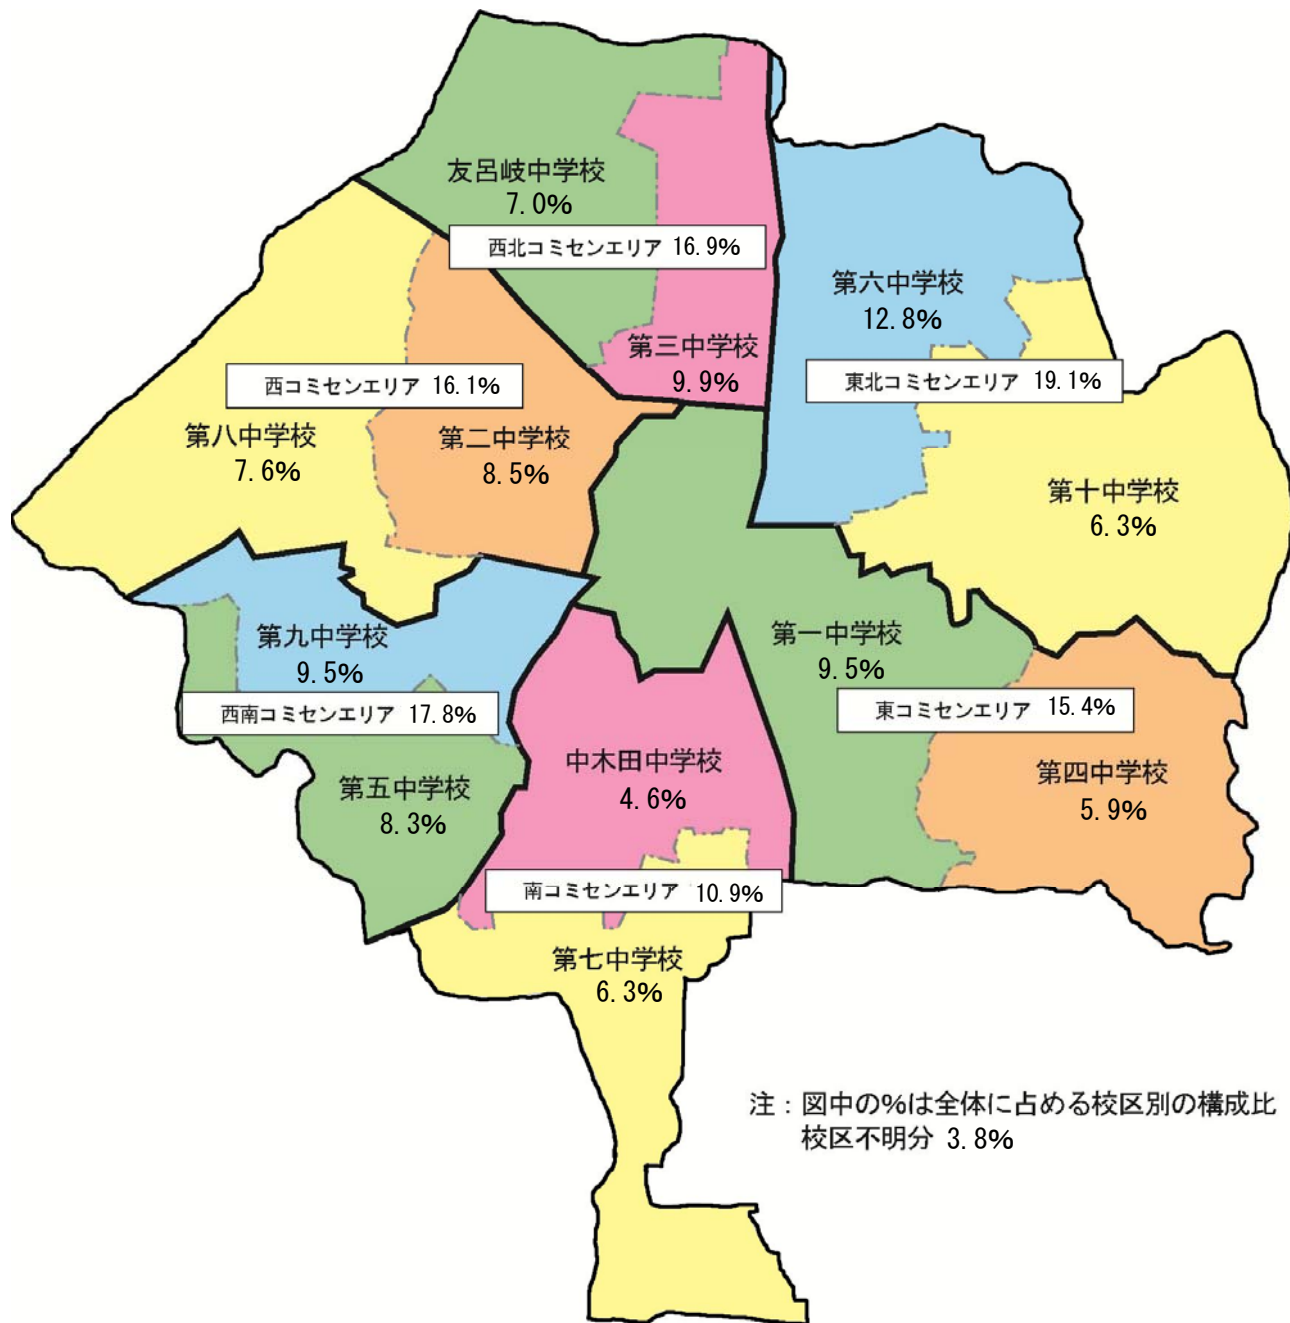 友呂岐中学校
7.0%
西北コミセンエリア 16.9%
第三中学校
9.9%
第六中学校
12.8%
東北コミセンエリア 19.1%
第十中学校
6.3%
西コミセンエリア 16.1%
第八中学校
7.6%
第二中学校
8.5%
第九中学校
9.5%
西南コミセンエリア 17.8%
第五中学校
8.3%
第一中学校
9.5%
東コミセンエリア 15.4%
第四中学校
5.9%
中木田中学校
4.6%
南コミセンエリア 10.9%
第七中学校
6.3%
注：図中の%は全体に占める校区別の構成比
校区不明分 3.8%